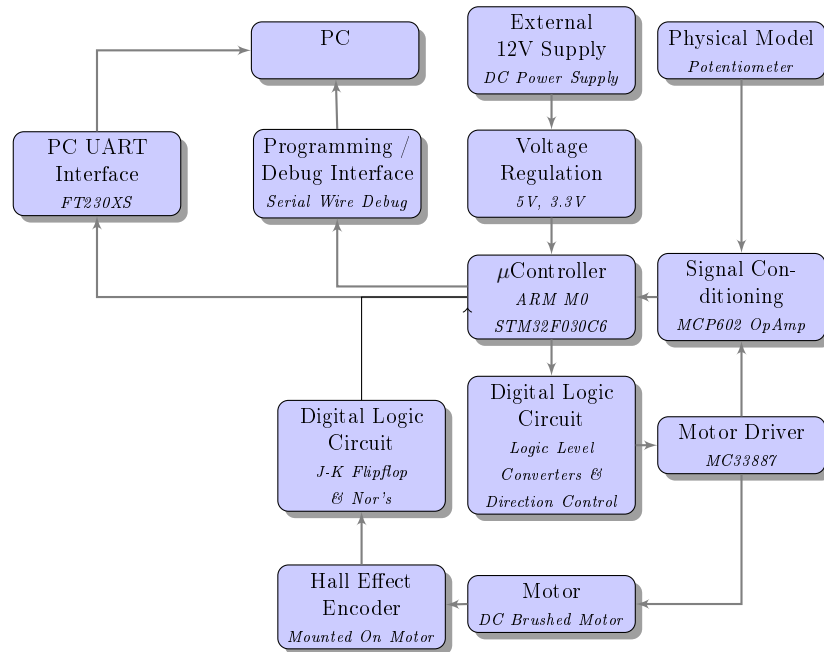 PC
External
12V Supply
DC Power Supply
Physical Model
Potentiometer
PC UART
Interface
FT230XS
Programming /
Debug Interface
Serial Wire Debug
Voltage
Regulation
5V, 3.3V
μController
ARM M0
STM32F030C6
Signal Con-
ditioning
MCP602 OpAmp
Digital Logic
Circuit
J-K Flipflop
& Nor's
Digital Logic
Circuit
Logic Level
Converters &
Direction Control
Motor Driver
MC33887
Hall Effect
Encoder
Mounted On Motor
Motor
DC Brushed Motor